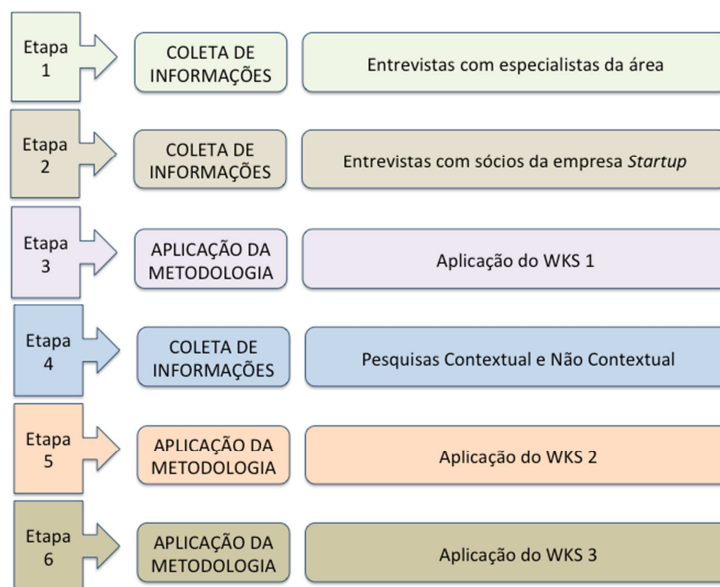 Etapa
1
COLETA DE
INFORMAÇÕES
Entrevistas com especialistas da área
Etapa
2
COLETA DE
INFORMAÇÕES
Entrevistas com sócios da empresa Startup
Etapa
3
APLICAÇÃO DA
METODOLOGIA
Aplicação do WKS 1
Etapa
4
COLETA DE
INFORMAÇÕES
Pesquisas Contextual e Não Contextual
Etapa
5
APLICAÇÃO DA
METODOLOGIA
Aplicação do WKS 2
Etapa
6
APLICAÇÃO DA
METODOLOGIA
Aplicação do WKS 3